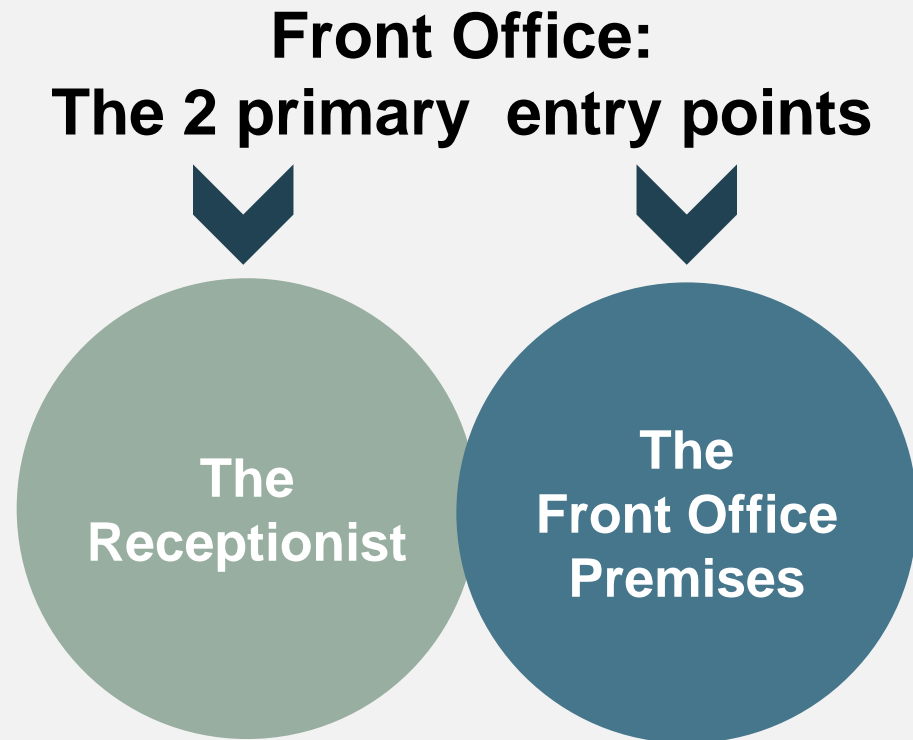 Front Office:
The 2 primary  entry points
The
Receptionist
The
Front Office
Premises